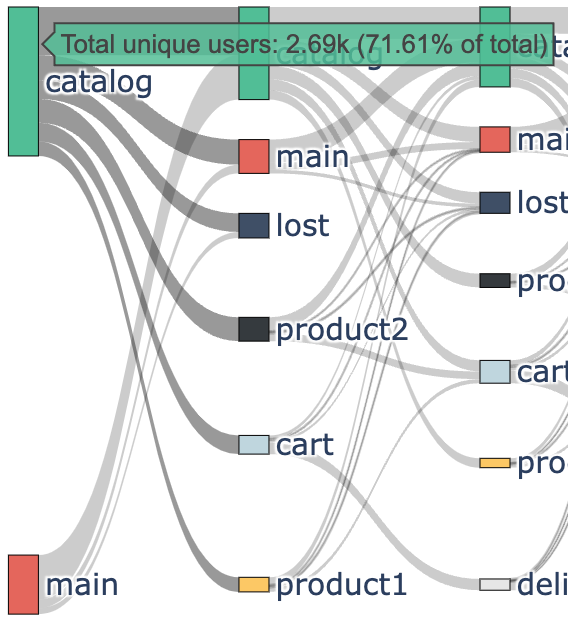 Total unique users: 2.69k (71.61% of total)
catalog
catalog
main
lost
product2
cart
product1
main
mai
lost
pro
cart
pro
deli